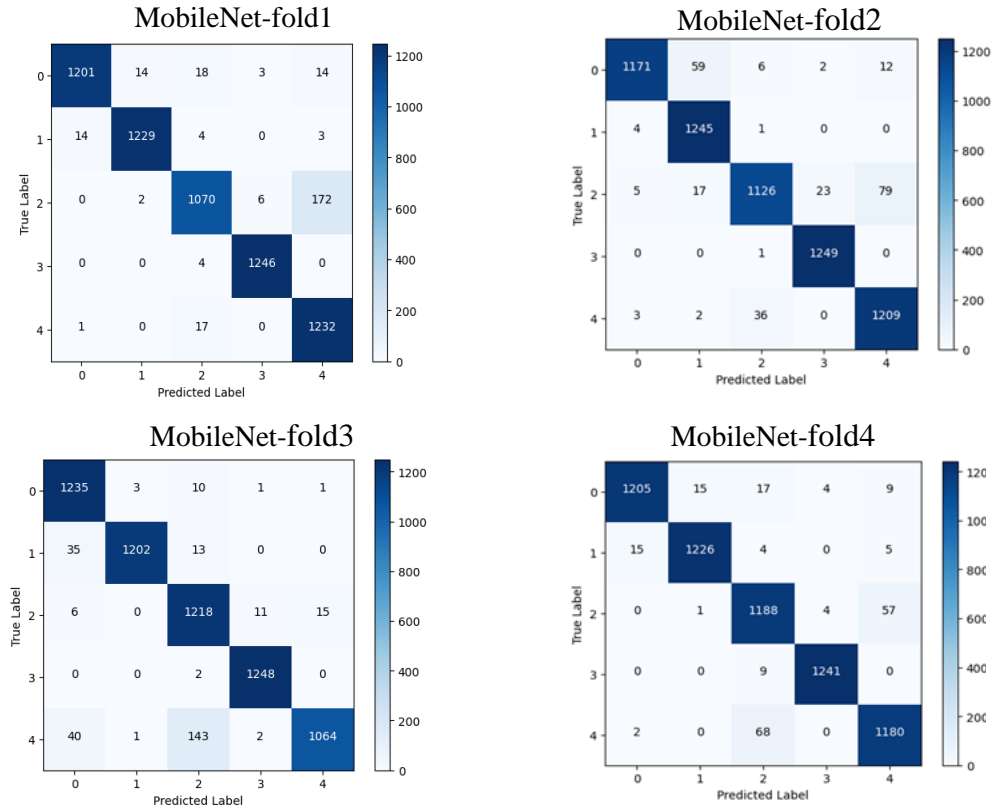 MobileNet-fold1
0 1201 14 18 3 14
1 14 1229 4 0 3
2 0 2 1070 6 172
3 0 0 4 1246 0
4 1 0 17 0 1232
0 1 2 3 4
Predicted Label
True Label
1200
1000
800
600
400
200
0
MobileNet-fold2
0 1171 59 6 2 12
1 4 1245 1 0 0
2 5 17 1126 23 79
3 0 0 1 1249 0
4 3 2 36 0 1209
0 1 2 3 4
Predicted Label
True Label
1200
1000
800
600
400
200
0
MobileNet-fold3
0 1235 3 10 1 1
1 35 1202 13 0 0
2 6 0 1218 11 15
3 0 0 2 1248 0
4 40 1 143 2 1064
0 1 2 3 4
Predicted Label
True Label
1200
1000
800
600
400
200
0
MobileNet-fold4
0 1205 15 17 4 9
1 15 1226 4 0 5
2 0 1 1188 4 57
3 0 0 9 1241 0
4 2 0 68 0 1180
0 1 2 3 4
Predicted Label
True Label
120
100
800
600
400
200
0